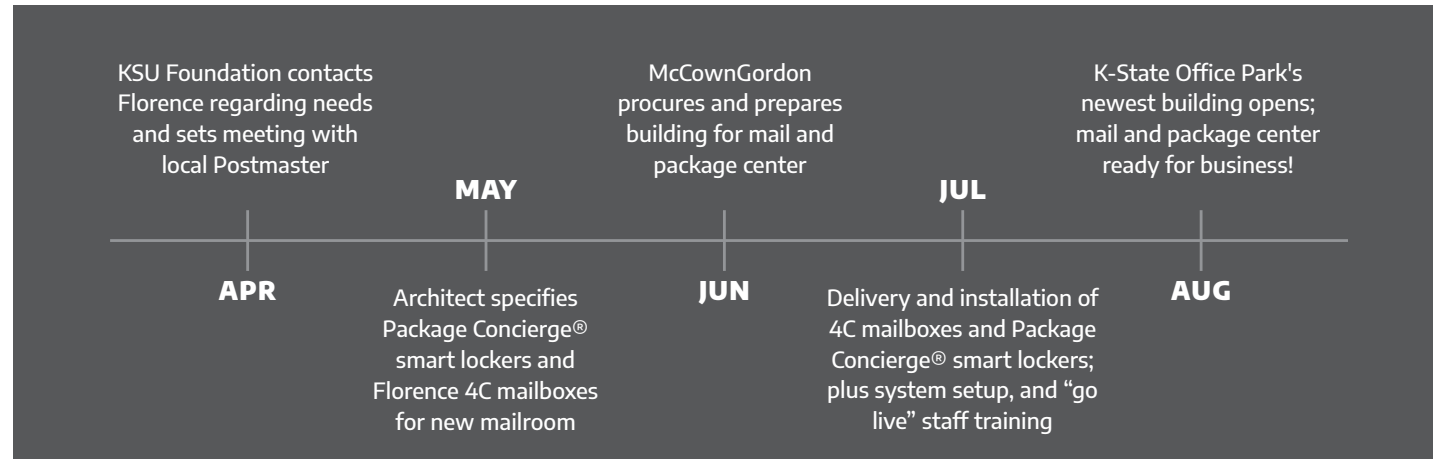 KSU Foundation contacts
Florence regarding needs
and sets meeting with
local Postmaster
APR
MAY
Architect specifies
Package Concierge®
smart lockers and
Florence 4C mailboxes
for new mailroom
McCownGordon
procures and prepares
building for mail and
package center
JUN
JUL
Delivery and installation of
4C mailboxes and Package
Concierge® smart lockers;
plus system setup, and “go
live” staff training
K-State Office Park's
newest building opens;
mail and package center
ready for business!
AUG